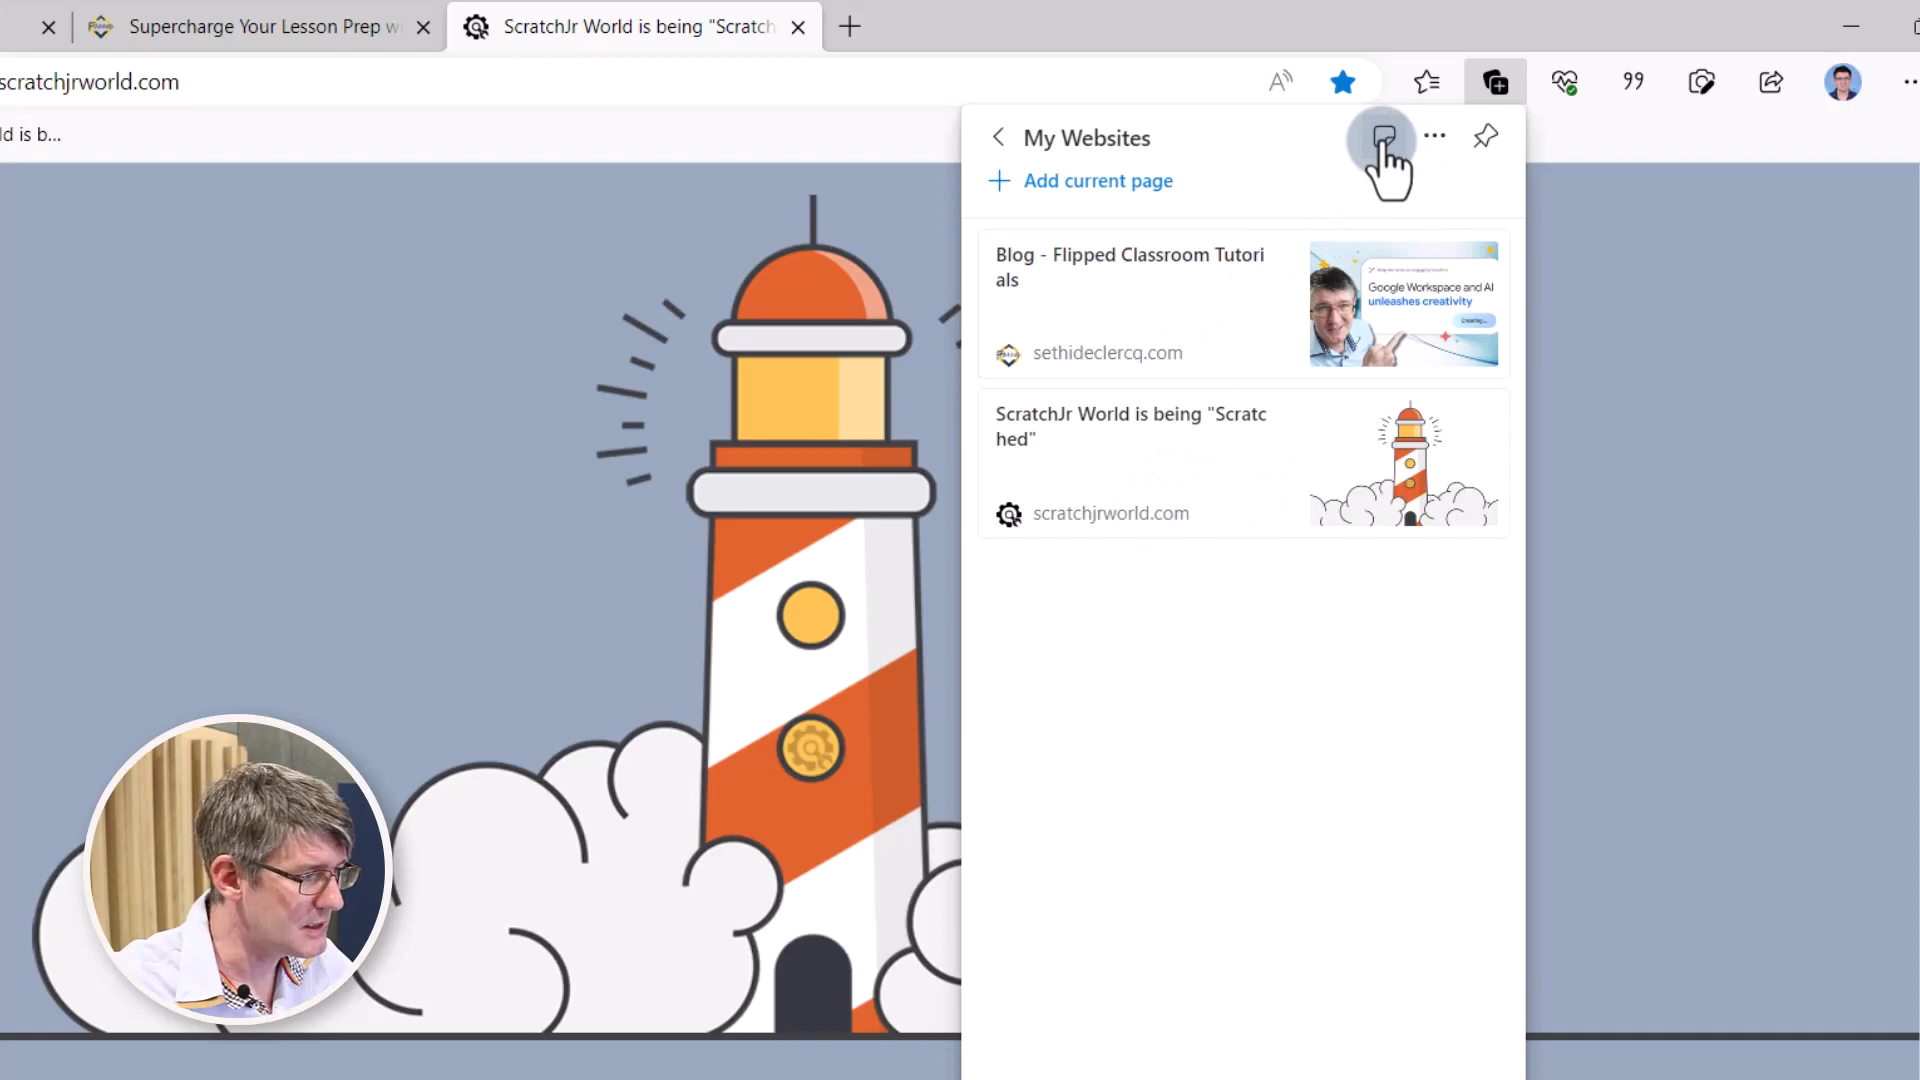 Supercharge Your Lesson Prep w
ScratchJr World is being "Scratch
scratchjrworld.com
ld is b...
My Websites
Add current page
Blog - Flipped Classroom Tutori
als
Google Workspace and AI
unleashes creativity
Creating...
sethideclercq.com
ScratchJr World is being "Scratc
hed"
scratchjrworld.com